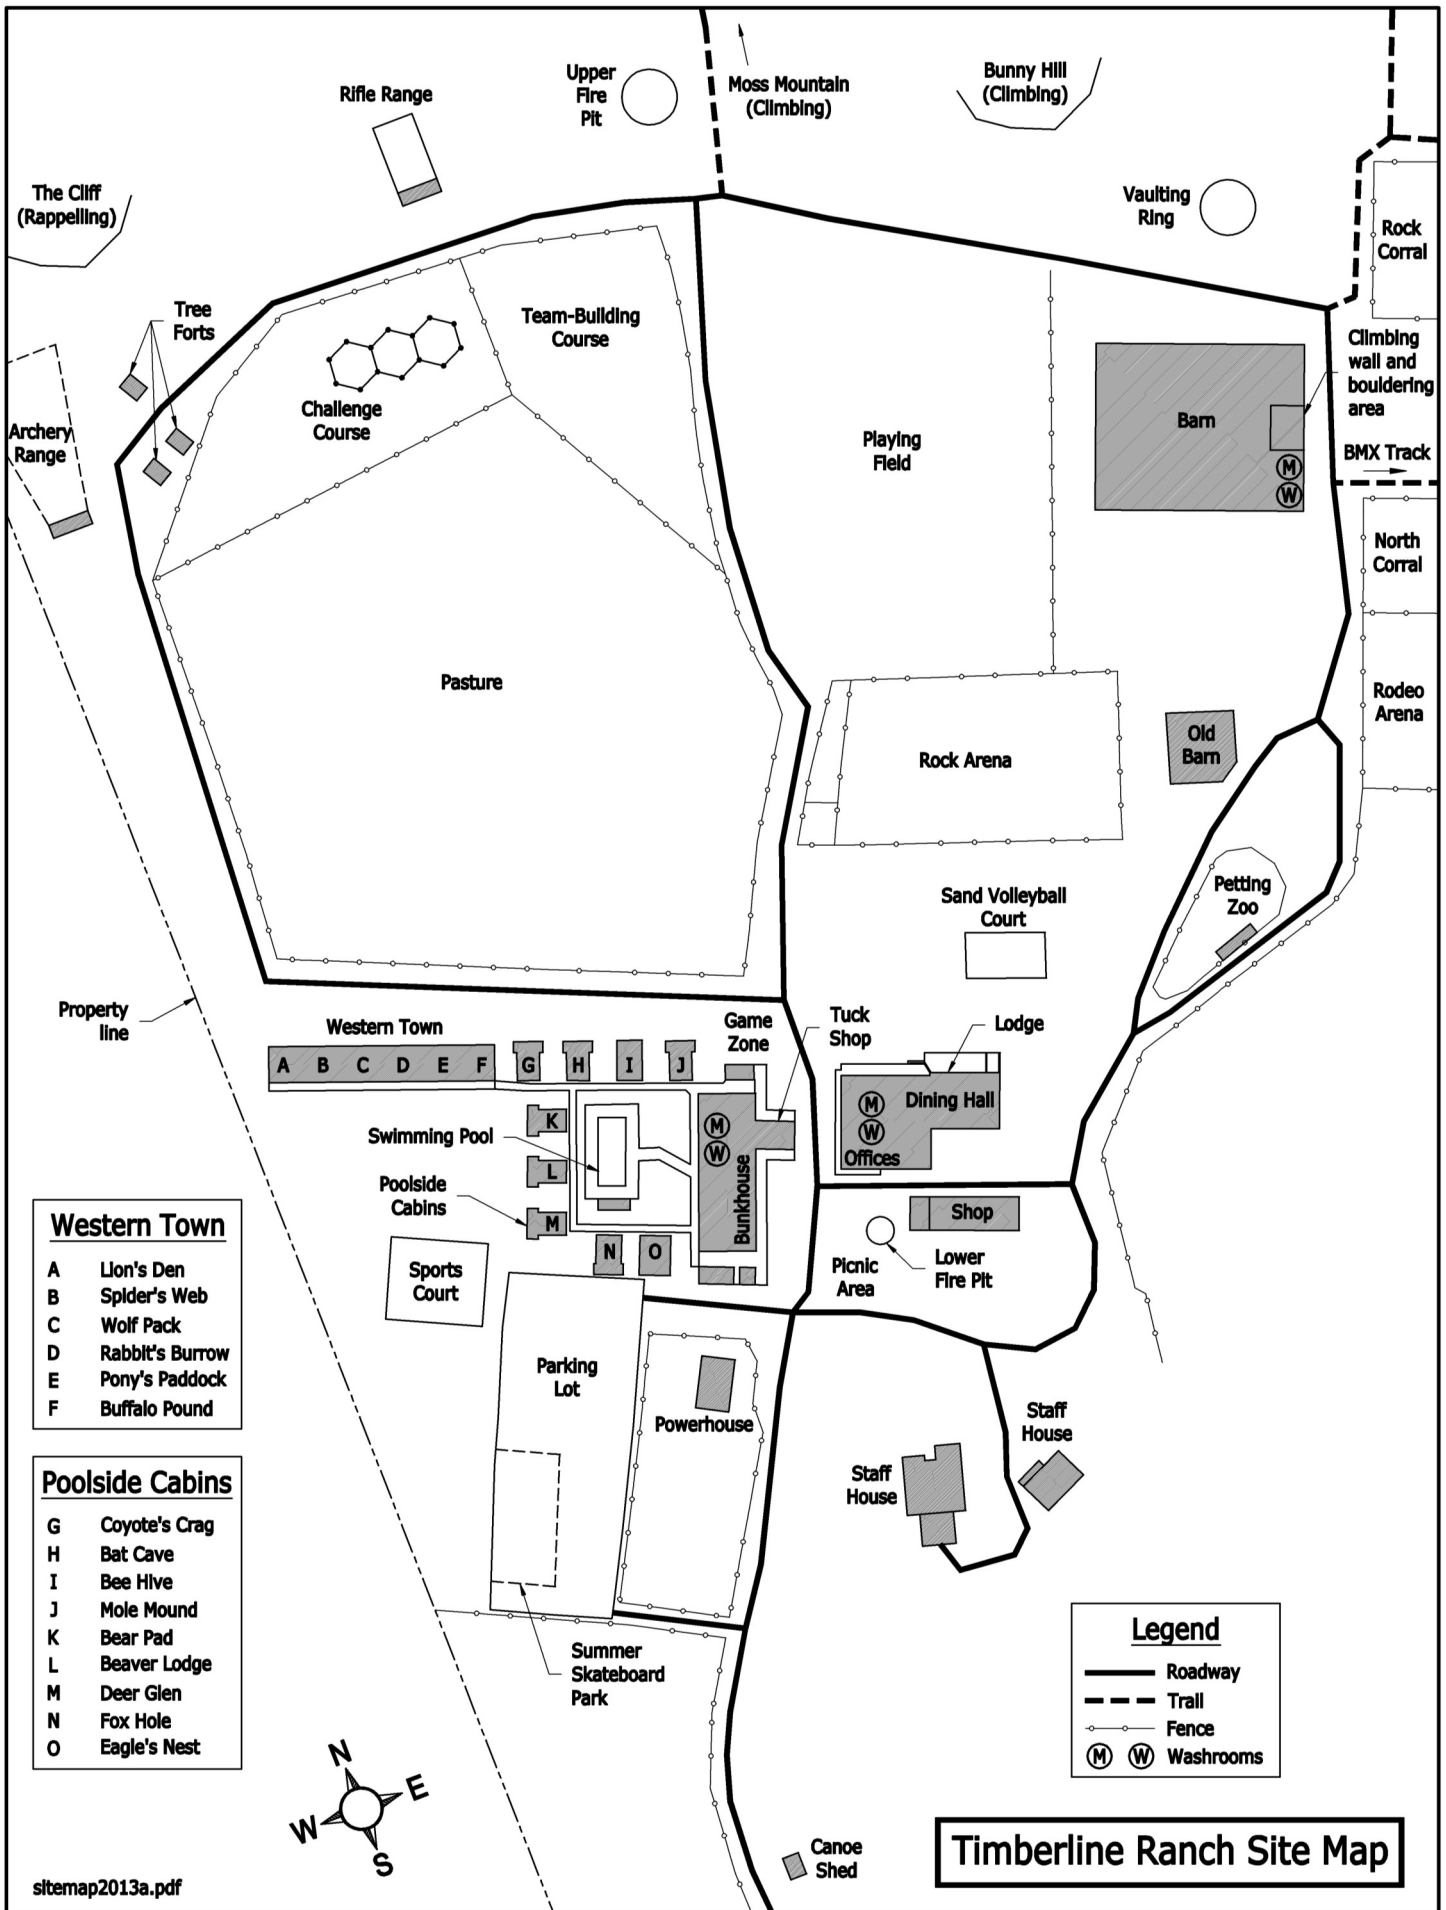 Upper
Fire
Pit
Moss Mountain
(Climbing)
Bunny Hill
(Climbing)
Rifle Range
The Cliff
(Rappelling)
Vaulting
Ring
Rock
Corral
Tree
Forts
Team-Building
Course
Challenge
Course
Archery
Range
Playing
Field
Barn
M
W
Climbing
wall and
bouldering
area
BMX Track
North
Corral
Rodeo
Arena
Pasture
Rock Arena
Old
Barn
Petting
Zoo
Sand Volleyball
Court
Property
line
Western Town
A B C D E F G H I J
Game
Zone
Tuck
Shop
Lodge
Dining Hall
M
W
Offices
K
L
M
N O
Swimming Pool
Poolside
Cabins
M
W
Bunkhouse
Shop
Lower
Fire Pit
Picnic
Area
Sports
Court
Parking
Lot
Powerhouse
Staff
House
Staff
House
Summer
Skateboard
Park
Canoe
Shed
Western Town
A Lion's Den
B Spider's Web
C Wolf Pack
D Rabbit's Burrow
E Pony's Paddock
F Buffalo Pound
Poolside Cabins
G Coyote's Crag
H Bat Cave
I Bee Hive
J Mole Mound
K Bear Pad
L Beaver Lodge
M Deer Glen
N Fox Hole
O Eagle's Nest
N
E
W
S
Legend
Roadway
Trail
Fence
M W Washrooms
Timberline Ranch Site Map
sitemap2013a.pdf